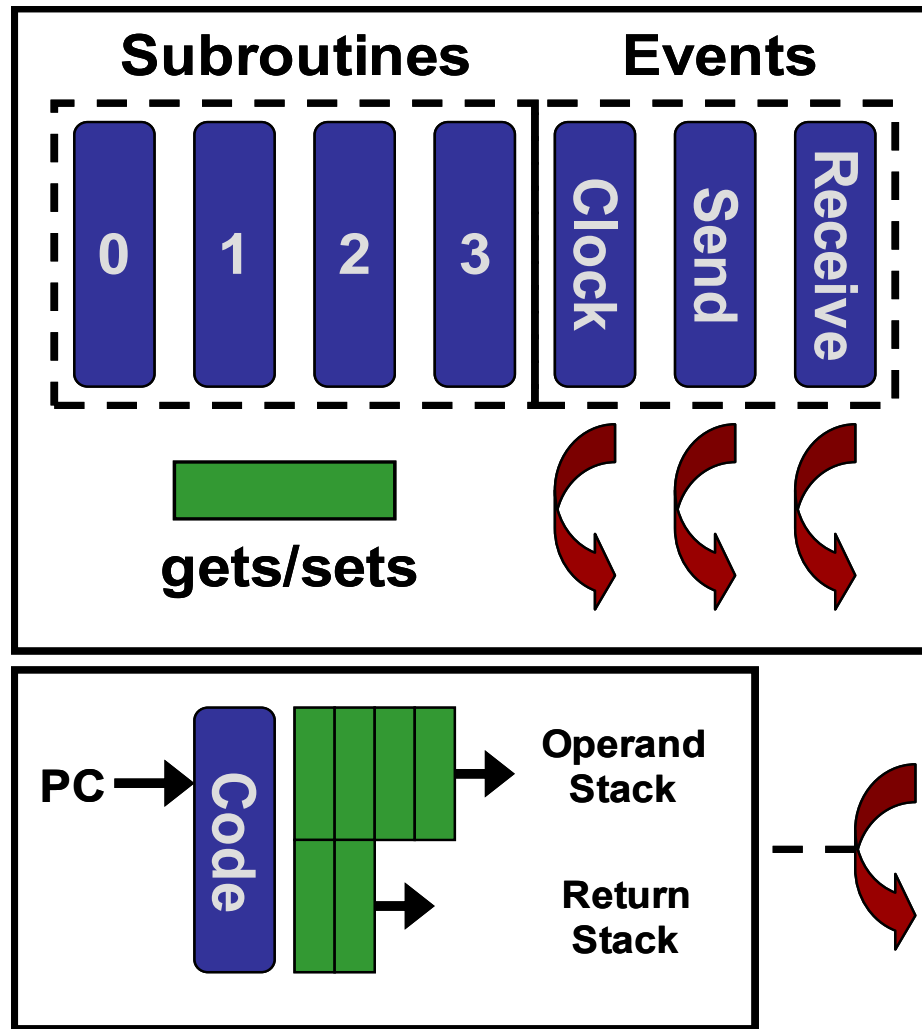 Subroutines Events
0 1 2 3 Clock Send Receive
gets/sets
PC Code Operand
Stack
Return
Stack